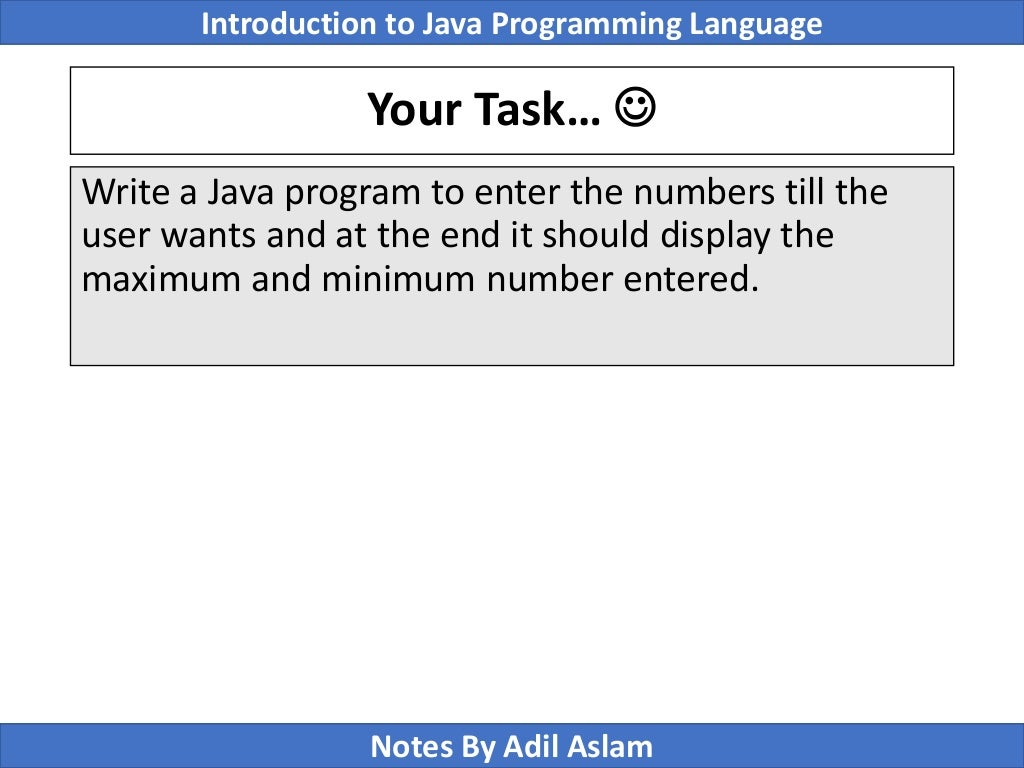 Introduction to Java Programming Language
Your Task… ☺
Write a Java program to enter the numbers till the
user wants and at the end it should display the
maximum and minimum number entered.
Notes By Adil Aslam